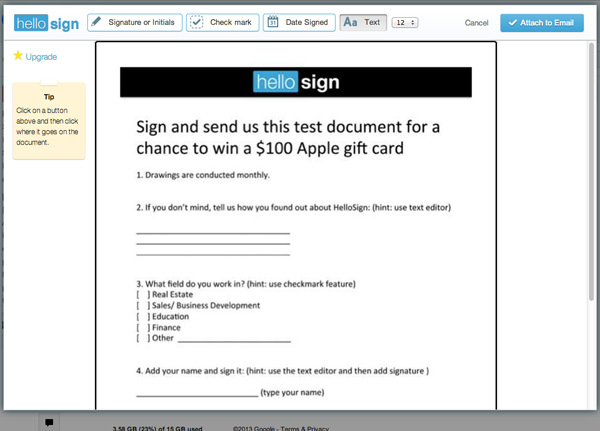 hello sign Signature or Initials Check mark Date Signed Aa Text 12 Cancel Attach to Email
Upgrade
Tip
Click on a button
above and then click
where it goes on the
document.
hello sign
Sign and send us this test document for a
chance to win a $100 Apple gift card
1. Drawings are conducted monthly.
2. If you don't mind, tell us how you found out about HelloSign: (hint: use text editor)
3. What field do you work in? (hint: use checkmark feature)
[ ] Real Estate
[ ] Sales/ Business Development
[ ] Education
[ ] Finance
[ ] Other
4. Add your name and sign it: (hint: use the text editor and then add signature )
(type your name)
3.58 GB (23%) of 15 GB used ©2013 Google - Terms & Privacy